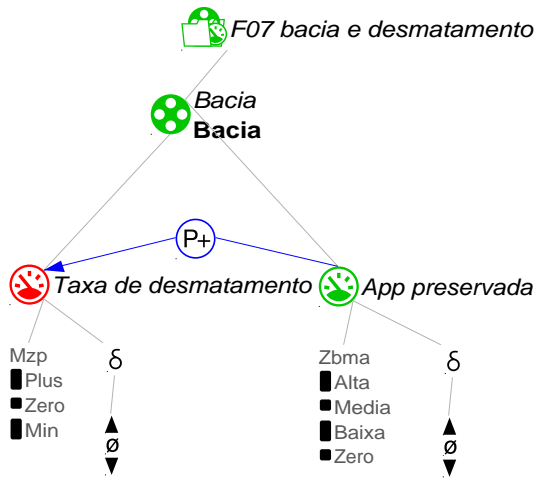 F07 bacia e desmatamento
Bacia
Bacia
P+
Taxa de desmatamento
App preservada
Mzp
Plus
Zero
Min
δ
ø
Zbma
Alta
Media
Baixa
Zero
δ
ø